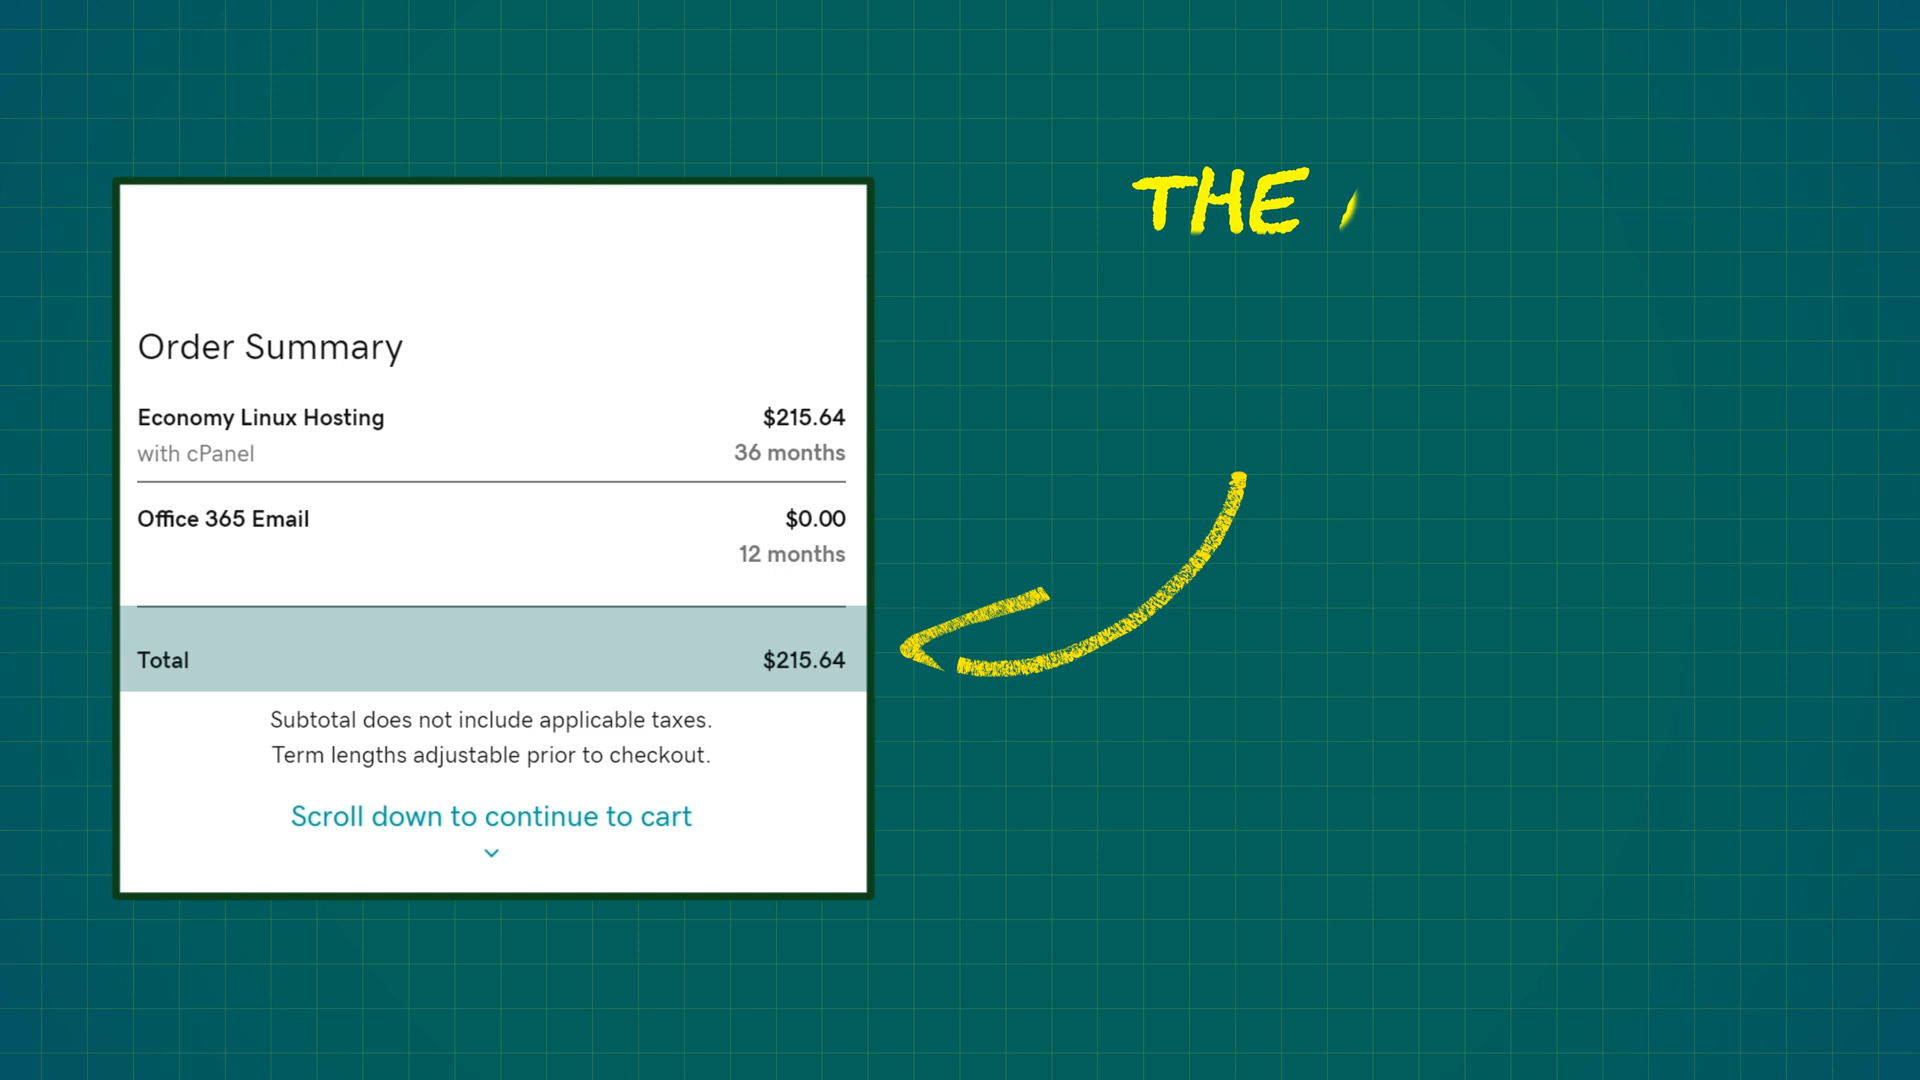 THE
Order Summary
Economy Linux Hosting $215.64
with cPanel 36 months
Office 365 Email $0.00
12 months
Total $215.64
Subtotal does not include applicable taxes.
Term lengths adjustable prior to checkout.
Scroll down to continue to cart